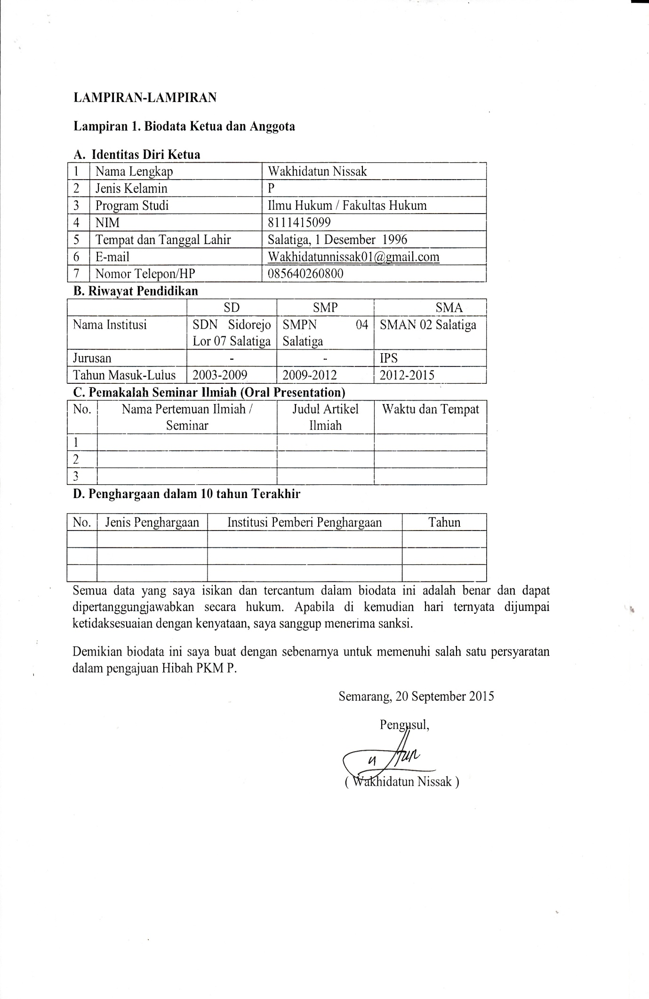 LAMPIRAN-LAMPIRAN
Lampiran 1. Biodata Ketua dan Anggota
A. Identitas Diri Ketua
1 Nama Lengkap Wakhidatun Nissak
2 Jenis Kelamin P
3 Program Studi Ilmu Hukum / Fakultas Hukum
4 NIM 8111415099
5 Tempat dan Tanggal Lahir Salatiga, 1 Desember 1996
6 E-mail Wakhidatunnissak01@gmail.com
7 Nomor Telepon/HP 085640260800
B. Riwayat Pendidikan
SD SMP SMA
Nama Institusi SDN Sidorejo SMPN 04 SMAN 02 Salatiga
Lor 07 Salatiga Salatiga
Jurusan - - IPS
Tahun Masuk-Lulus 2003-2009 2009-2012 2012-2015
C. Pemakalah Seminar Ilmiah (Oral Presentation)
No. Nama Pertemuan Ilmiah / Judul Artikel Waktu dan Tempat
Seminar Ilmiah
1
2
3
D. Penghargaan dalam 10 tahun Terakhir
No. Jenis Penghargaan Institusi Pemberi Penghargaan Tahun
Semua data yang saya isikan dan tercantum dalam biodata ini adalah benar dan dapat
dipertanggungjawabkan secara hukum. Apabila di kemudian hari ternyata dijumpai
ketidaksesuaian dengan kenyataan, saya sanggup menerima sanksi.
Demikian biodata ini saya buat dengan sebenarnya untuk memenuhi salah satu persyaratan
dalam pengajuan Hibah PKM P.
Semarang, 20 September 2015
Pengusul,
( Wakhidatun Nissak )